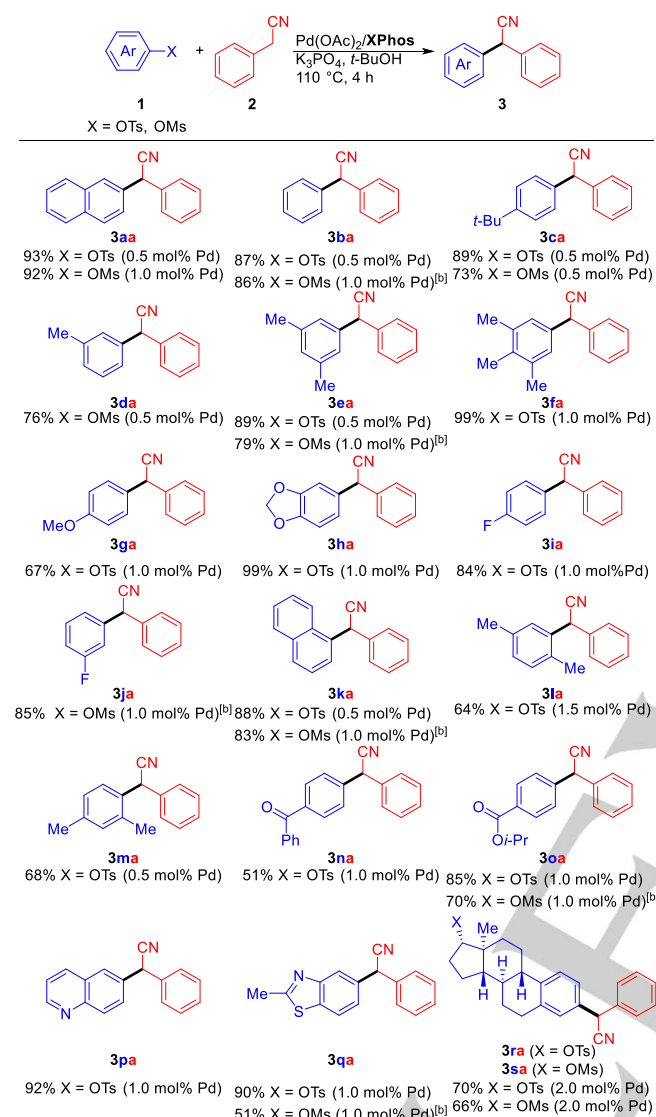 CN
CN
Ar
X
+
Pd(OAc)2/XPhos
K3PO4, t-BuOH
110 °C, 4 h
Ar
1
2
3
X = OTs, OMs
CN
CN
CN
t-Bu
3aa
3ba
3ca
93% X = OTs (0.5 mol% Pd)
87% X = OTs (0.5 mol% Pd)
89% X = OTs (0.5 mol% Pd)
92% X = OMs (1.0 mol% Pd)
86% X = OMs (1.0 mol% Pd)[b]
73% X = OMs (0.5 mol% Pd)
CN
Me
Me
CN
Me
Me
CN
Me
Me
Me
3da
3ea
3fa
76% X = OMs (0.5 mol% Pd)
89% X = OTs (0.5 mol% Pd)
99% X = OTs (1.0 mol% Pd)
79% X = OMs (1.0 mol% Pd)[b]
CN
MeO
CN
O
O
CN
F
3ga
3ha
3ia
67% X = OTs (1.0 mol% Pd)
99% X = OTs (1.0 mol% Pd)
84% X = OTs (1.0 mol%Pd)
CN
F
CN
CN
Me
Me
3ja
3ka
3la
85% X = OMs (1.0 mol% Pd)[b]
88% X = OTs (0.5 mol% Pd)
64% X = OTs (1.5 mol% Pd)
83% X = OMs (1.0 mol% Pd)[b]
CN
Me
Me
CN
O
Ph
CN
O
Oi-Pr
3ma
3na
3oa
68% X = OTs (0.5 mol% Pd)
51% X = OTs (1.0 mol% Pd)
85% X = OTs (1.0 mol% Pd)
70% X = OMs (1.0 mol% Pd)[b]
CN
N
CN
N
Me
S
X
Me
H
H
H
CN
3pa
3qa
3ra (X = OTs)
3sa (X = OMs)
92% X = OTs (1.0 mol% Pd)
90% X = OTs (1.0 mol% Pd)
70% X = OTs (2.0 mol% Pd)
51% X = OMs (1.0 mol% Pd)[b]
66% X = OMs (2.0 mol% Pd)